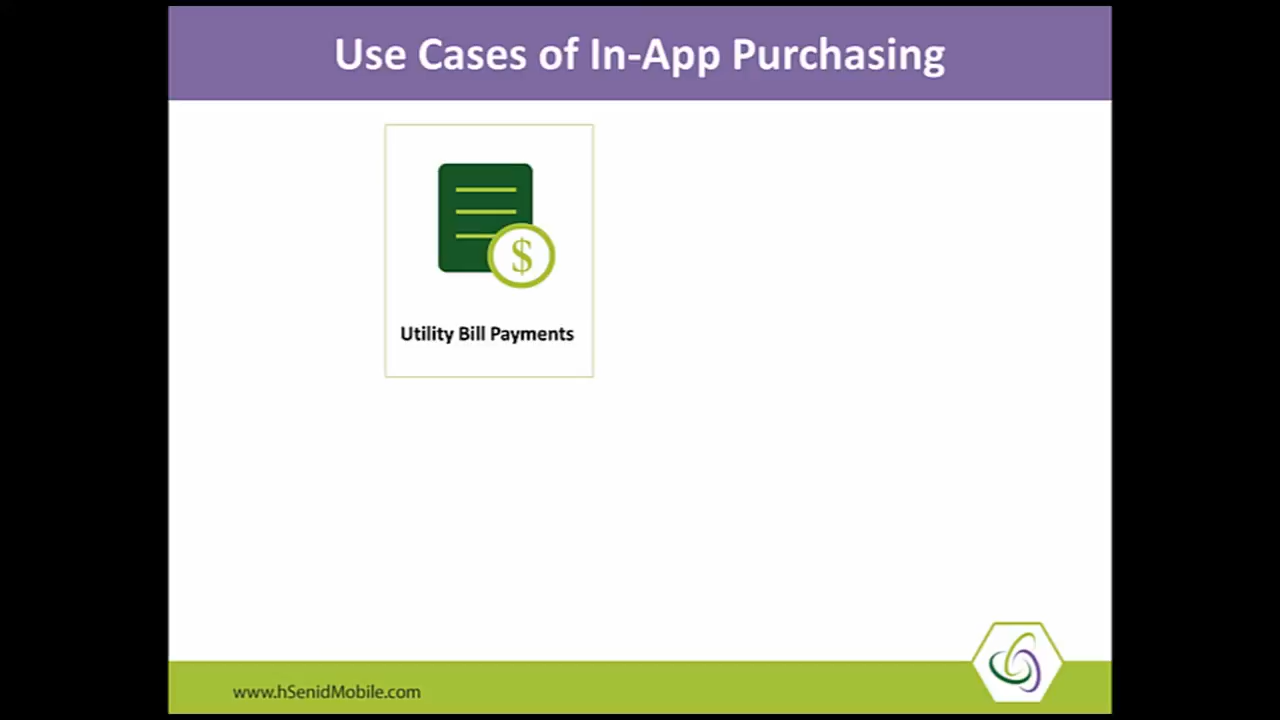 Use Cases of In-App Purchasing
$
Utility Bill Payments
www.hSenidMobile.com